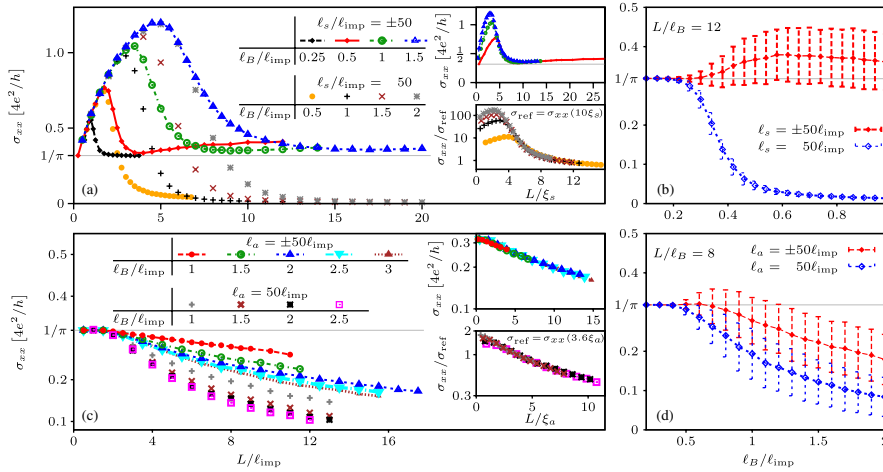 σxx [4e²/h]
1.0
0.5
1/π
0
ℓs/ℓimp = ±50
ℓB/ℓimp
0.25 1 1 1.5
ℓs/ℓimp = 50
ℓB/ℓimp
1 1 1.5 2
(a)
0 5 10 15 20
σxx [4e²/h]
1
1
2
0 5 10 15 20 25
σxx/σref
σref = σxx(10ξs)
100
10
1
0 4 8 12 16
L/ξs
L/ℓB = 12
0.4
1/π
0.2
0.1
0
ℓs = ±50ℓimp
ℓs = 50ℓimp
(b)
0.2 0.4 0.6 0.8
σxx [4e²/h]
0.5
0.4
1/π
0.2
0.1
ℓa = ±50ℓimp
ℓB/ℓimp
1 1.5 2 2.5 3
ℓa = 50ℓimp
ℓB/ℓimp
1 1.5 2 2.5
(c)
0 4 8 12 16
L/ℓimp
σxx [4e²/h]
0.3
0.1
0 5 10 15
σxx/σref
σref = σxx(3.6ξa)
2
1
0.3
0 5 10
L/ξa
L/ℓB = 8
0.4
1/π
0.2
0.1
0
ℓa = ±50ℓimp
ℓa = 50ℓimp
(d)
0.5 1 1.5 2
ℓB/ℓimp